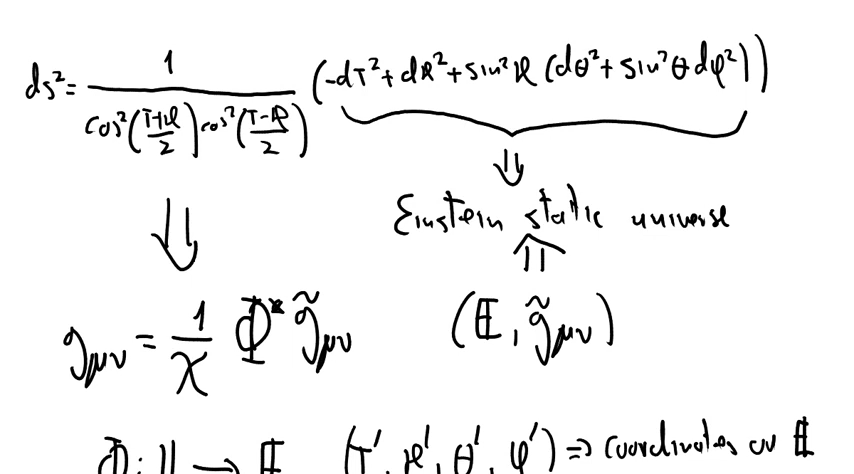 ds² = 1 / (cos²((T+R)/2) cos²((T-R)/2)) (-dT² + dR² + sin²R (dθ² + sin²θ dφ²))
⇓
⇓ Einstein static universe
⇑
g_μν = 1/χ Φ* g̃_μν (𝔼, g̃_μν)
Φ: → 𝔼 (T', R', θ', φ') ⇒ coordinates on 𝔼